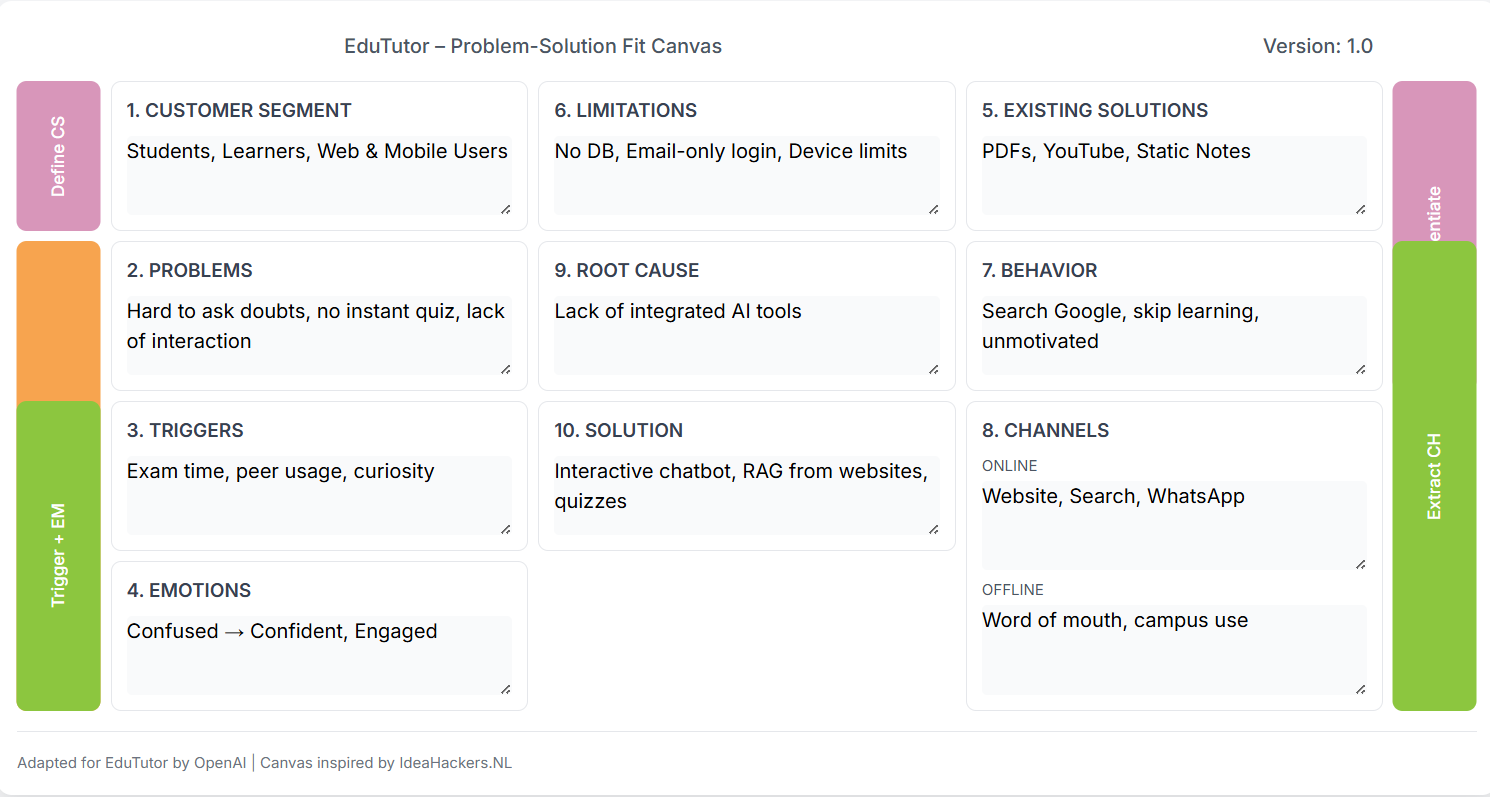 EduTutor – Problem-Solution Fit Canvas
Version: 1.0
Define CS
1. CUSTOMER SEGMENT
Students, Learners, Web & Mobile Users
6. LIMITATIONS
No DB, Email-only login, Device limits
5. EXISTING SOLUTIONS
PDFs, YouTube, Static Notes
entiate
2. PROBLEMS
Hard to ask doubts, no instant quiz, lack
of interaction
9. ROOT CAUSE
Lack of integrated AI tools
7. BEHAVIOR
Search Google, skip learning,
unmotivated
Trigger + EM
3. TRIGGERS
Exam time, peer usage, curiosity
10. SOLUTION
Interactive chatbot, RAG from websites,
quizzes
8. CHANNELS
ONLINE
Website, Search, WhatsApp
OFFLINE
Word of mouth, campus use
Extract CH
4. EMOTIONS
Confused → Confident, Engaged
Adapted for EduTutor by OpenAI | Canvas inspired by IdeaHackers.NL